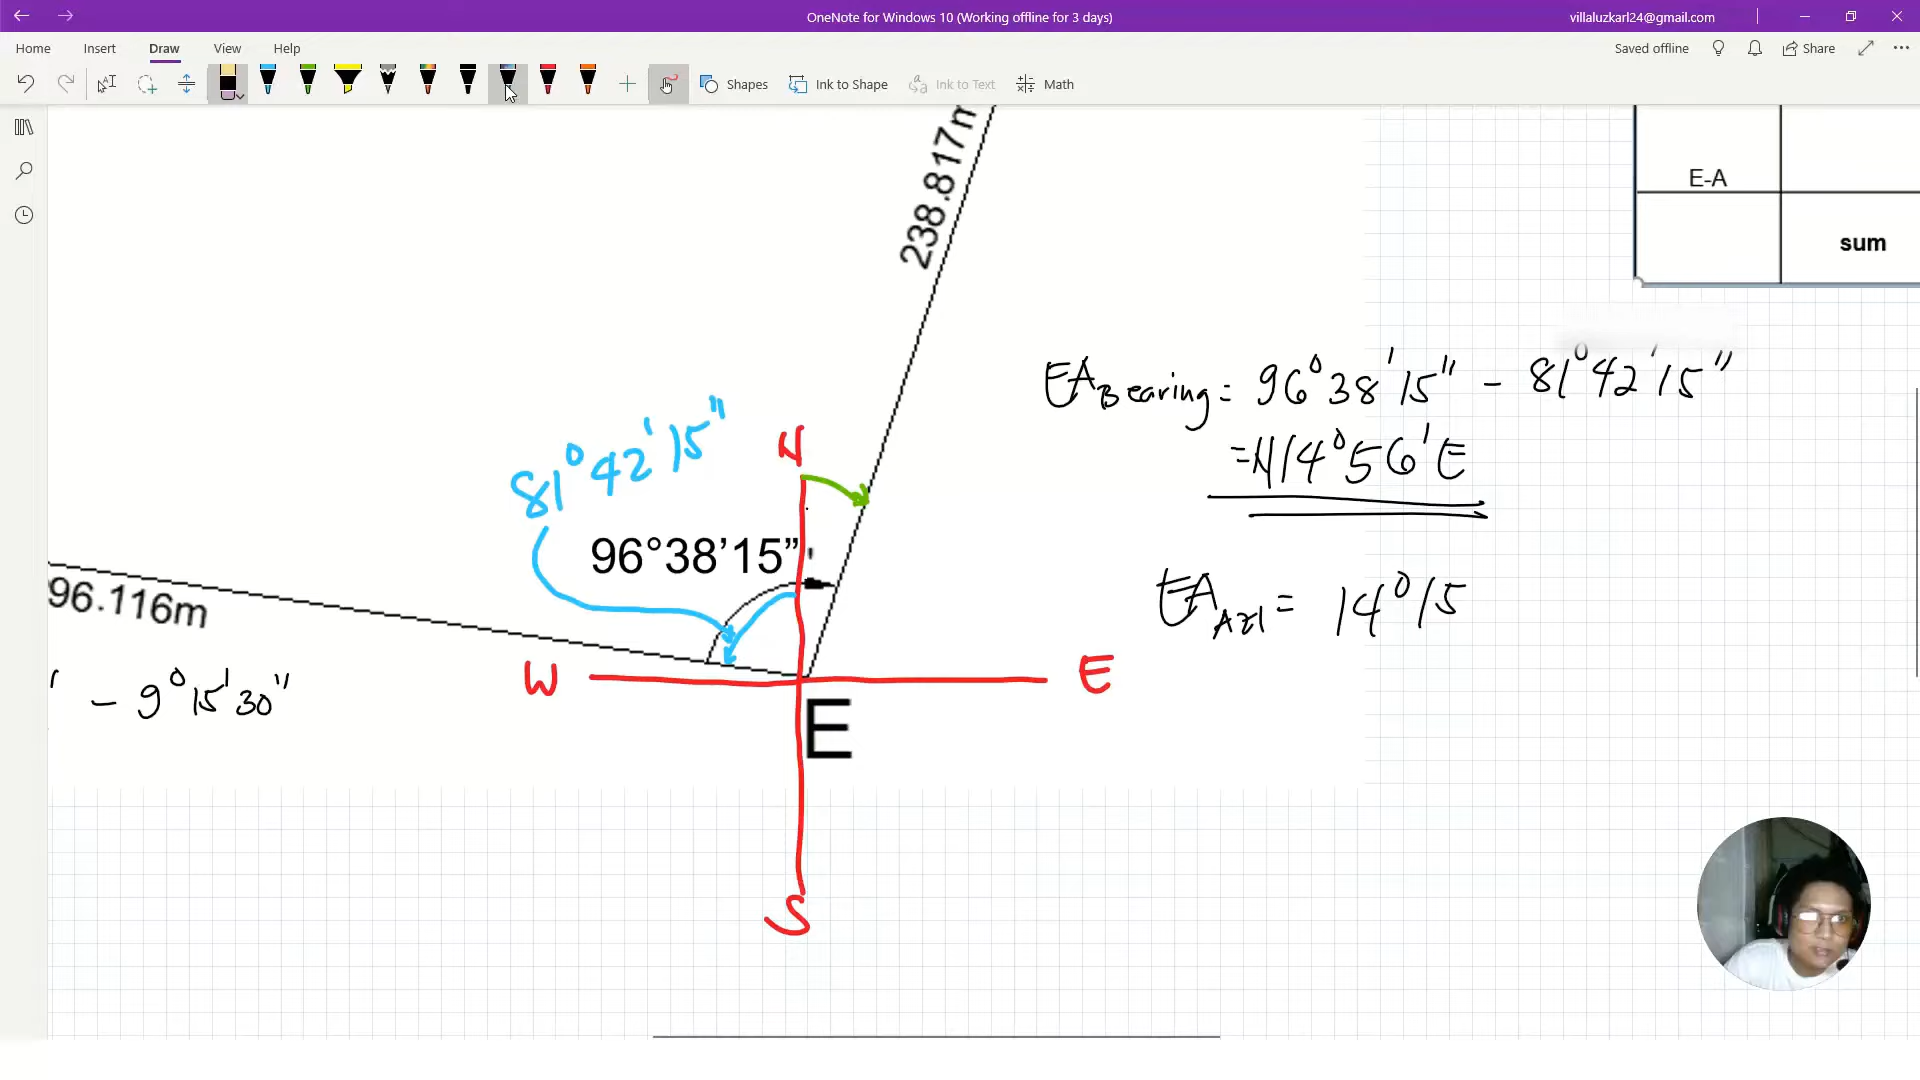 OneNote for Windows 10 (Working offline for 3 days)
villaluzkarl24@gmail.com
Home Insert Draw View Help
Saved offline
Share
Shapes
Ink to Shape
Ink to Text
Math
238.817m
E-A
sum
EA Bearing = 96°38'15" - 81°42'15"
= N14°56'E
81°42'15"
N
96°38'15"
EA Azi = 14°15
96.116m
W
E
- 9°15'30"
E
S